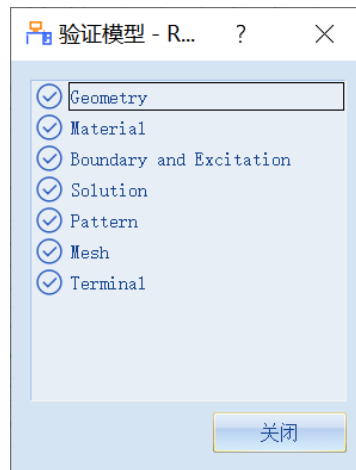 验证模型 - R... ?
Geometry
Material
Boundary and Excitation
Solution
Pattern
Mesh
Terminal
关闭